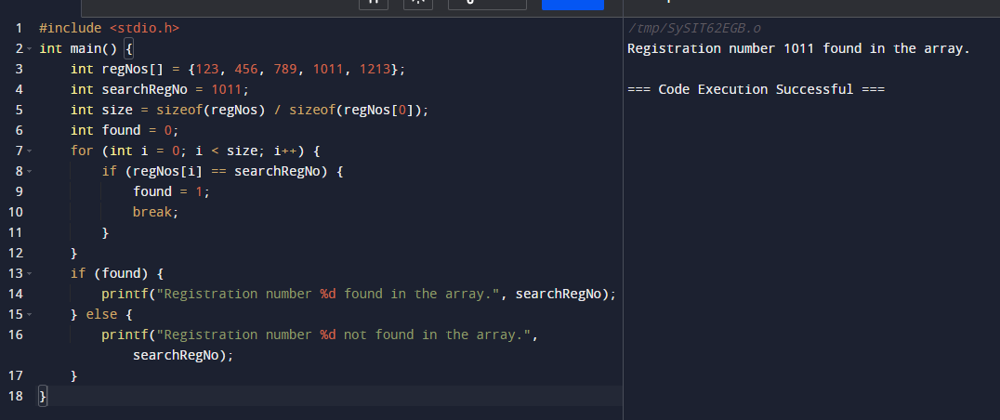 1 #include <stdio.h>
2 int main() {
3     int regNos[] = {123, 456, 789, 1011, 1213};
4     int searchRegNo = 1011;
5     int size = sizeof(regNos) / sizeof(regNos[0]);
6     int found = 0;
7     for (int i = 0; i < size; i++) {
8         if (regNos[i] == searchRegNo) {
9             found = 1;
10             break;
11         }
12     }
13     if (found) {
14         printf("Registration number %d found in the array.", searchRegNo);
15     } else {
16         printf("Registration number %d not found in the array.",
            searchRegNo);
17     }
18 }
/tmp/SySIT62EGB.o
Registration number 1011 found in the array.
=== Code Execution Successful ===